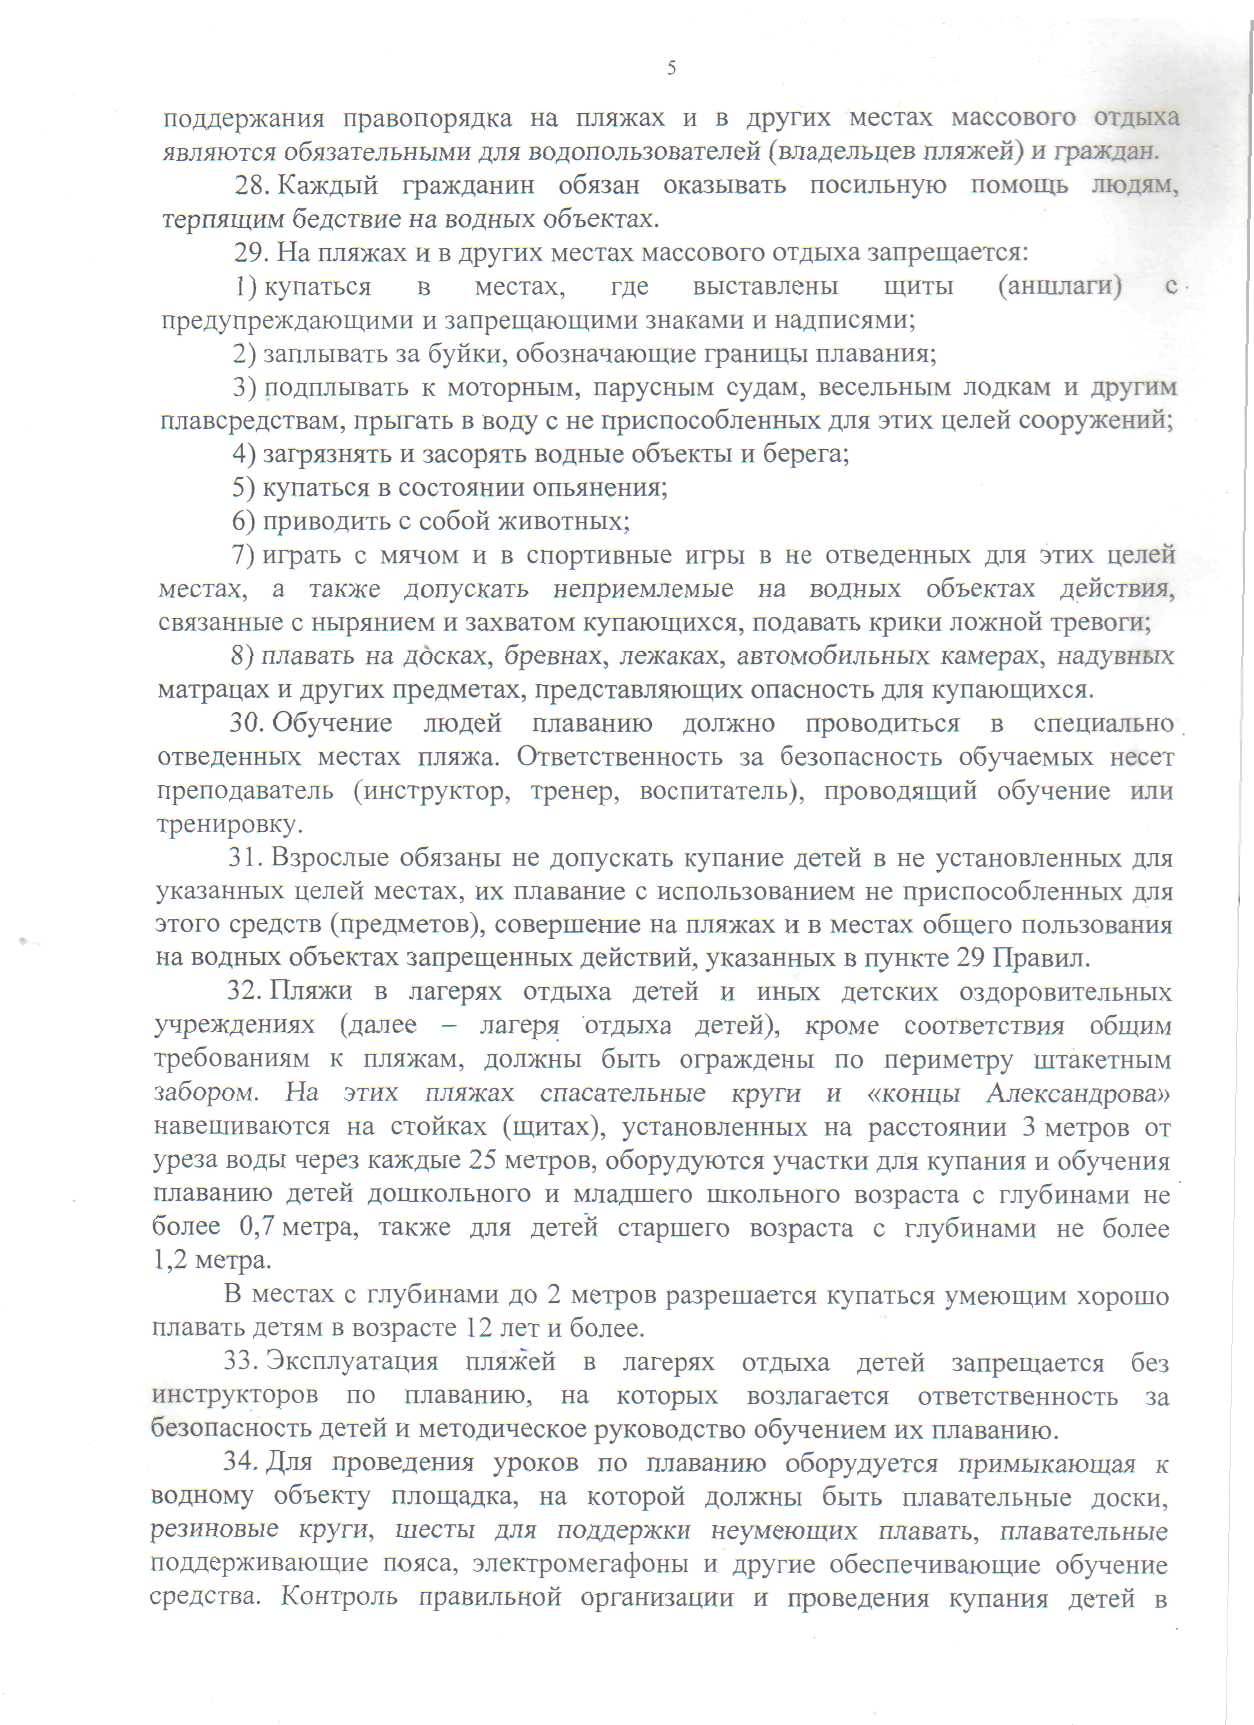 5
поддержания правопорядка на пляжах и в других местах массового отдыха
являются обязательными для водопользователей (владельцев пляжей) и граждан.
28. Каждый гражданин обязан оказывать посильную помощь людям,
терпящим бедствие на водных объектах.
29. На пляжах и в других местах массового отдыха запрещается:
1) купаться в местах, где выставлены щиты (аншлаги) с
предупреждающими и запрещающими знаками и надписями;
2) заплывать за буйки, обозначающие границы плавания;
3) подплывать к моторным, парусным судам, весельным лодкам и другим
плавсредствам, прыгать в воду с не приспособленных для этих целей сооружений;
4) загрязнять и засорять водные объекты и берега;
5) купаться в состоянии опьянения;
6) приводить с собой животных;
7) играть с мячом и в спортивные игры в не отведенных для этих целей
местах, а также допускать неприемлемые на водных объектах действия,
связанные с нырянием и захватом купающихся, подавать крики ложной тревоги;
8) плавать на досках, бревнах, лежаках, автомобильных камерах, надувных
матрацах и других предметах, представляющих опасность для купающихся.
30. Обучение людей плаванию должно проводиться в специально
отведенных местах пляжа. Ответственность за безопасность обучаемых несет
преподаватель (инструктор, тренер, воспитатель), проводящий обучение или
тренировку.
31. Взрослые обязаны не допускать купание детей в не установленных для
указанных целей местах, их плавание с использованием не приспособленных для
этого средств (предметов), совершение на пляжах и в местах общего пользования
на водных объектах запрещенных действий, указанных в пункте 29 Правил.
32. Пляжи в лагерях отдыха детей и иных детских оздоровительных
учреждениях (далее – лагеря отдыха детей), кроме соответствия общим
требованиям к пляжам, должны быть ограждены по периметру штакетным
забором. На этих пляжах спасательные круги и «концы Александрова»
навешиваются на стойках (щитах), установленных на расстоянии 3 метров от
уреза воды через каждые 25 метров, оборудуются участки для купания и обучения
плаванию детей дошкольного и младшего школьного возраста с глубинами не
более 0,7 метра, также для детей старшего возраста с глубинами не более
1,2 метра.
В местах с глубинами до 2 метров разрешается купаться умеющим хорошо
плавать детям в возрасте 12 лет и более.
33. Эксплуатация пляжей в лагерях отдыха детей запрещается без
инструкторов по плаванию, на которых возлагается ответственность за
безопасность детей и методическое руководство обучением их плаванию.
34. Для проведения уроков по плаванию оборудуется примыкающая к
водному объекту площадка, на которой должны быть плавательные доски,
резиновые круги, шесты для поддержки неумеющих плавать, плавательные
поддерживающие пояса, электромегафоны и другие обеспечивающие обучение
средства. Контроль правильной организации и проведения купания детей в